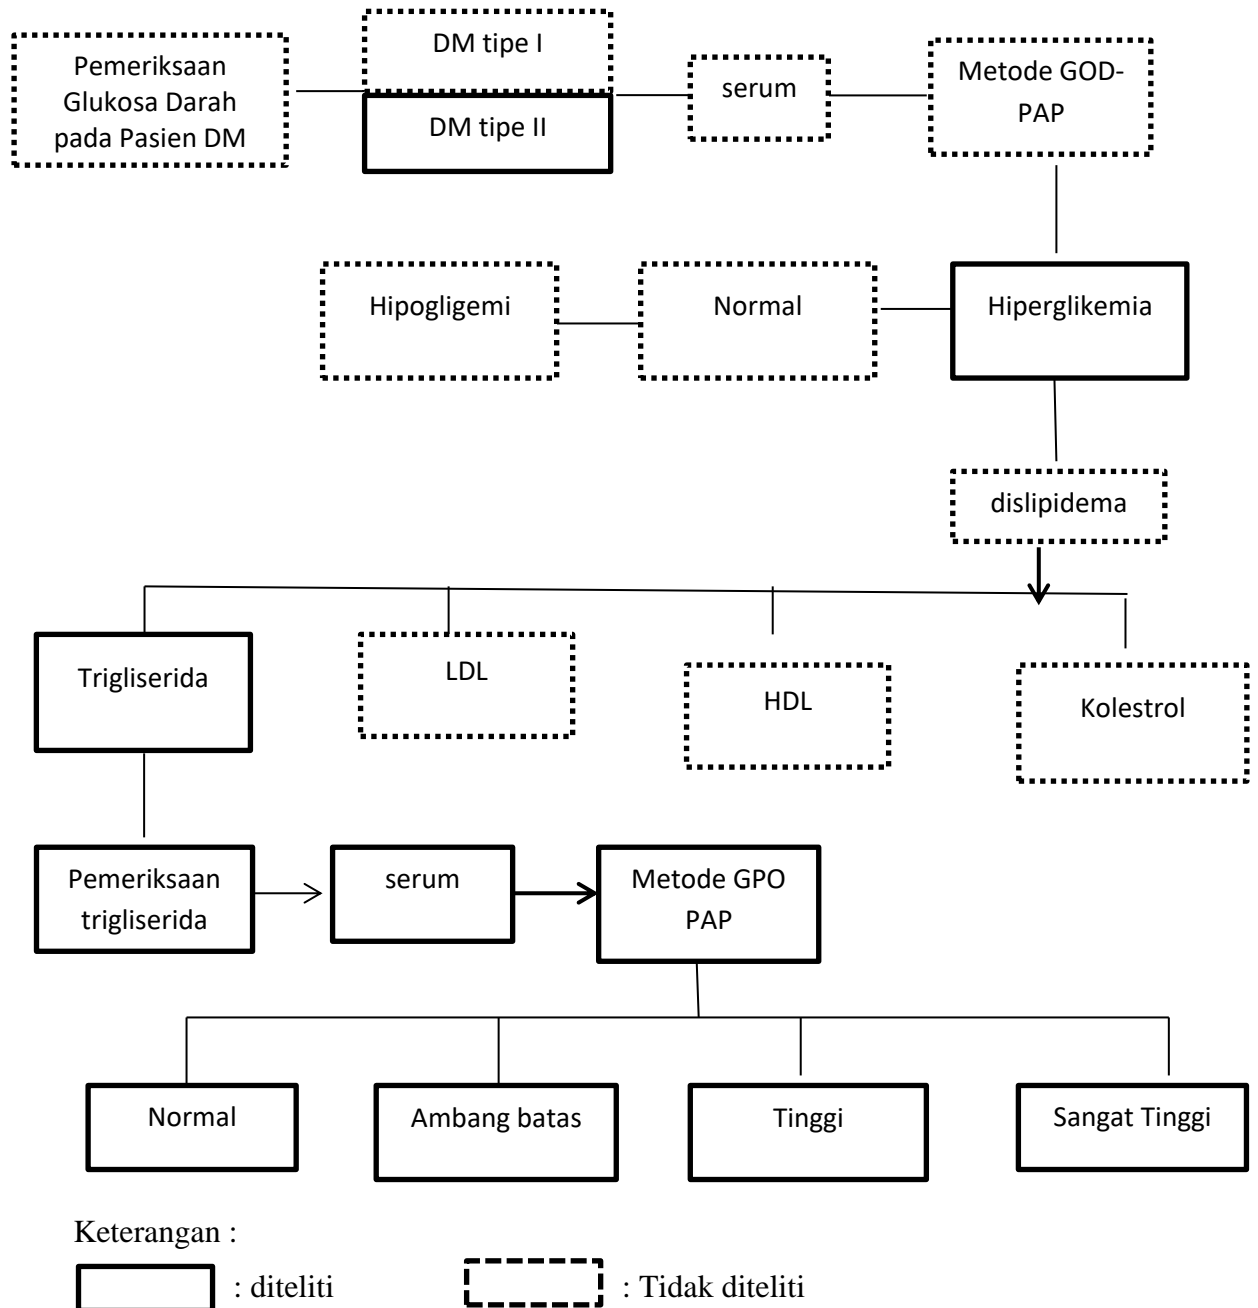 Pemeriksaan
Glukosa Darah
pada Pasien DM
DM tipe I
DM tipe II
serum
Metode GOD-
PAP
Hipogligemi
Normal
Hiperglikemia
dislipidema
Trigliserida
LDL
HDL
Kolestrol
Pemeriksaan
trigliserida
serum
Metode GPO
PAP
Normal
Ambang batas
Tinggi
Sangat Tinggi
Keterangan :
: diteliti
: Tidak diteliti